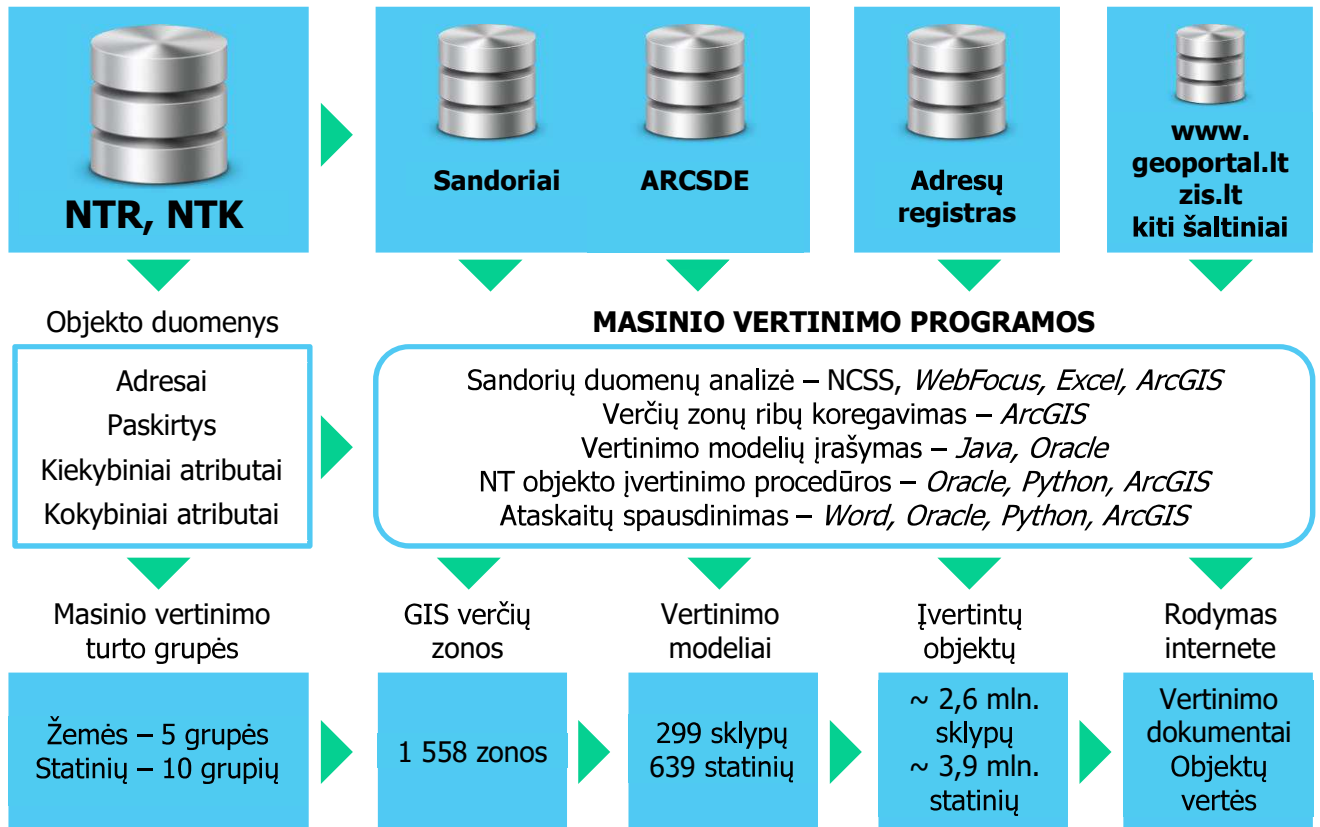 NTR, NTK
Sandoriai
ARCSDE
Adresų
registras
www.
geoportal.lt
zis.lt
kiti šaltiniai
Objekto duomenys
Adresai
Paskirtys
Kiekybiniai atributai
Kokybiniai atributai
MASINIO VERTINIMO PROGRAMOS
Sandorių duomenų analizė – NCSS, WebFocus, Excel, ArcGIS
Verčių zonų ribų koregavimas – ArcGIS
Vertinimo modelių įrašymas – Java, Oracle
NT objekto įvertinimo procedūros – Oracle, Python, ArcGIS
Ataskaitų spausdinimas – Word, Oracle, Python, ArcGIS
Masinio vertinimo
turto grupės
Žemės – 5 grupės
Statinių – 10 grupių
GIS verčių
zonos
1 558 zonos
Vertinimo
modeliai
299 sklypų
639 statinių
Įvertintų
objektų
~ 2,6 mln.
sklypų
~ 3,9 mln.
statinių
Rodymas
internete
Vertinimo
dokumentai
Objektų
vertės